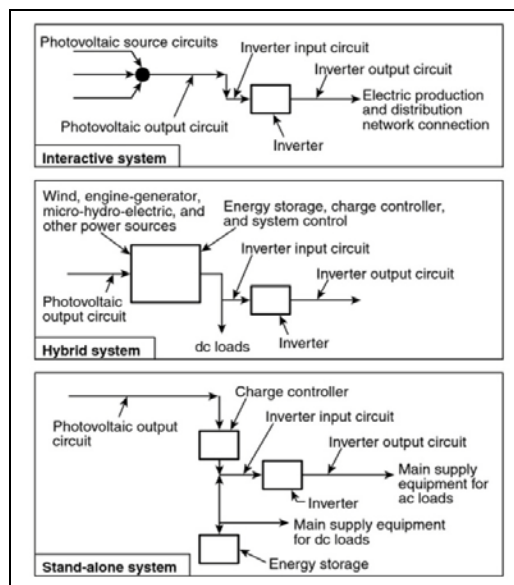 Photovoltaic source circuits
Inverter input circuit
Inverter output circuit
Electric production
and distribution
network connection
Photovoltaic output circuit
Inverter
Interactive system
Wind, engine-generator,
micro-hydro-electric, and
other power sources
Energy storage, charge controller,
and system control
Inverter input circuit
Inverter output circuit
Photovoltaic
output circuit
dc loads
Inverter
Hybrid system
Charge controller
Photovoltaic output
circuit
Inverter input circuit
Inverter output circuit
Main supply
equipment for
ac loads
Inverter
Main supply equipment
for dc loads
Energy storage
Stand-alone system